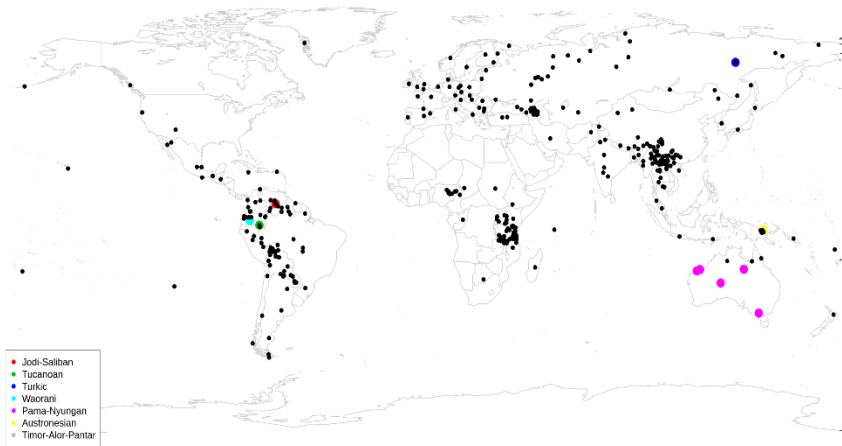 Jodi-Saliban
Tucanoan
Turkic
Waorani
Pama-Nyungan
Austronesian
Timor-Alor-Pantar